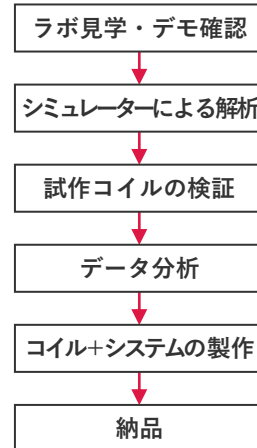 ラボ見学・デモ確認
シミュレーターによる解析
試作コイルの検証
データ分析
コイル＋システムの製作
納品